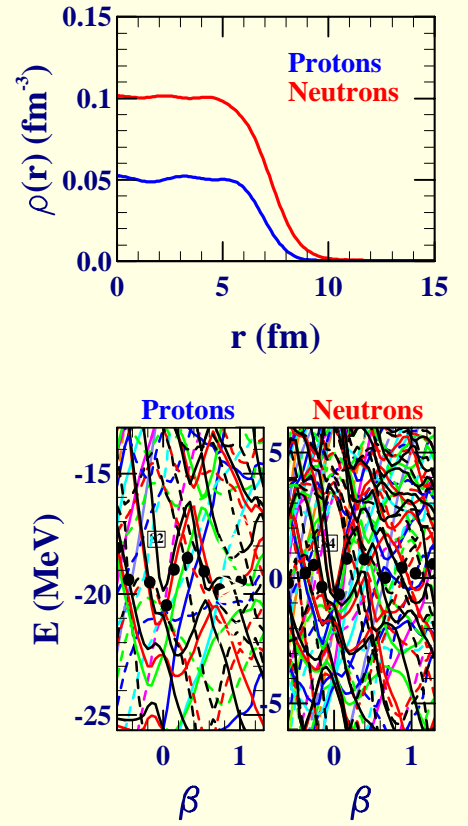 0.15
0.1
0.05
0.0
ρ(r) (fm⁻³)
Protons
Neutrons
0 5 10 15
r (fm)
Protons Neutrons
-15
-20
-25
E (MeV)
5
0
-5
0 1
0 1
β β